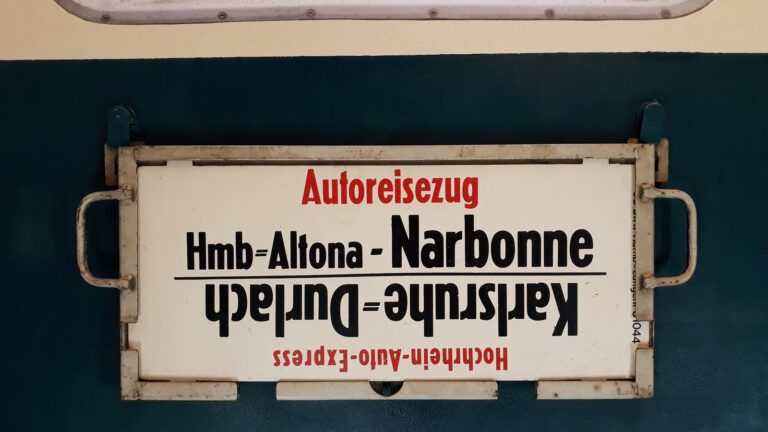 Autoreisezug
Hmb=Altona - Narbonne
Karlsruhe=Durlach
Hochrhein-Auto-Express